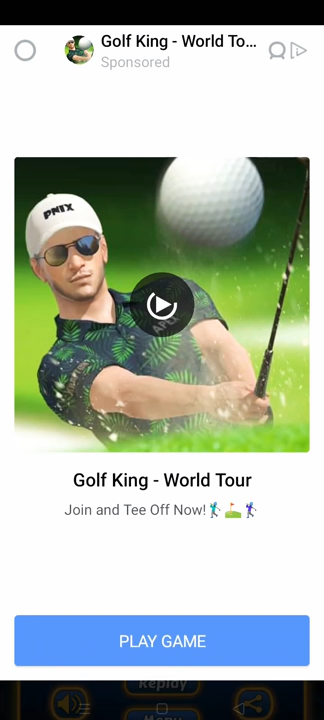 Golf King - World To...
Sponsored
PNIX
Golf King - World Tour
Join and Tee Off Now!🏌️⛳🏌️‍♀️
PLAY GAME
Replay
Menu